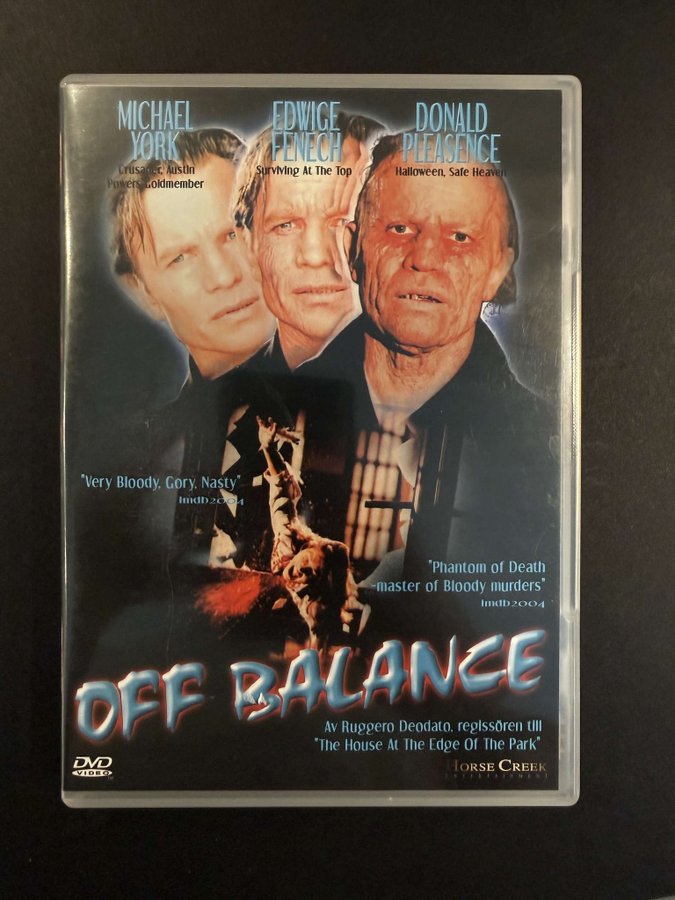 MICHAEL
YORK
Crusader, Austin
Powers Goldmember
EDWIGE
FENECH
Surviving At The Top
DONALD
PLEASENCE
Halloween, Safe Heaven
"Very Bloody, Gory, Nasty"
Imdb2004
"Phantom of Death
-master of Bloody murders"
Imdb2004
OFF BALANCE
Av Ruggero Deodato, regissören till
"The House At The Edge Of The Park"
DVD
VIDEO
HORSE CREEK
ENTERTAINMENT